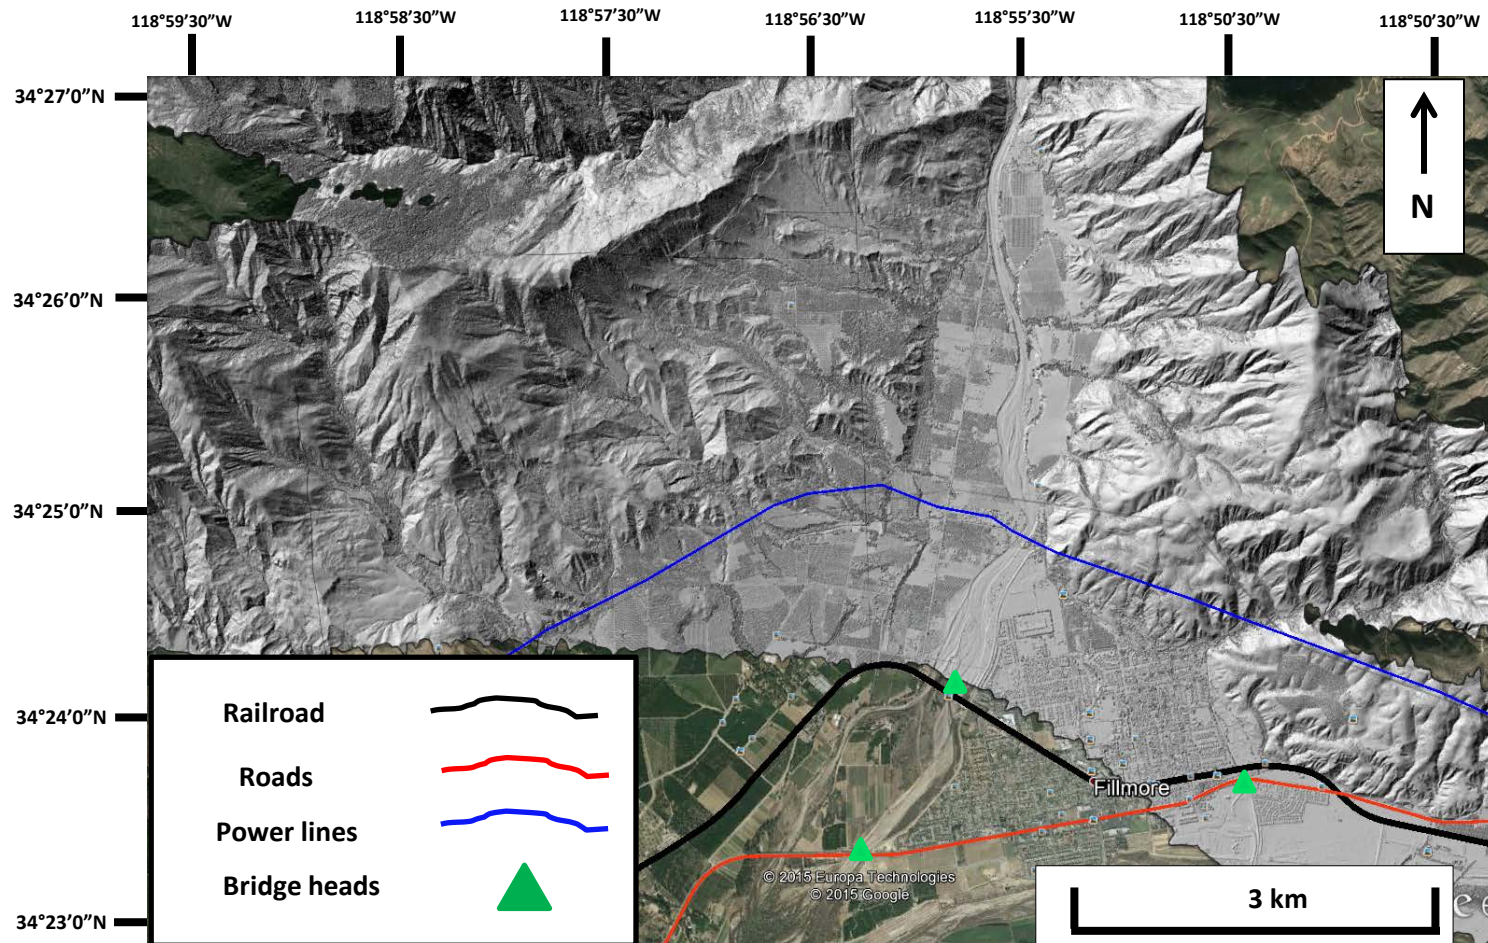 118°59'30”W
118°58'30”W
118°57'30”W
118°56'30”W
118°55'30”W
118°50'30”W
118°50'30”W
34°27'0”N
34°26'0”N
34°25'0”N
34°24'0”N
34°23'0”N
N
Railroad
Roads
Power lines
Bridge heads
Fillmore
© 2015 Europa Technologies
© 2015 Google
3 km